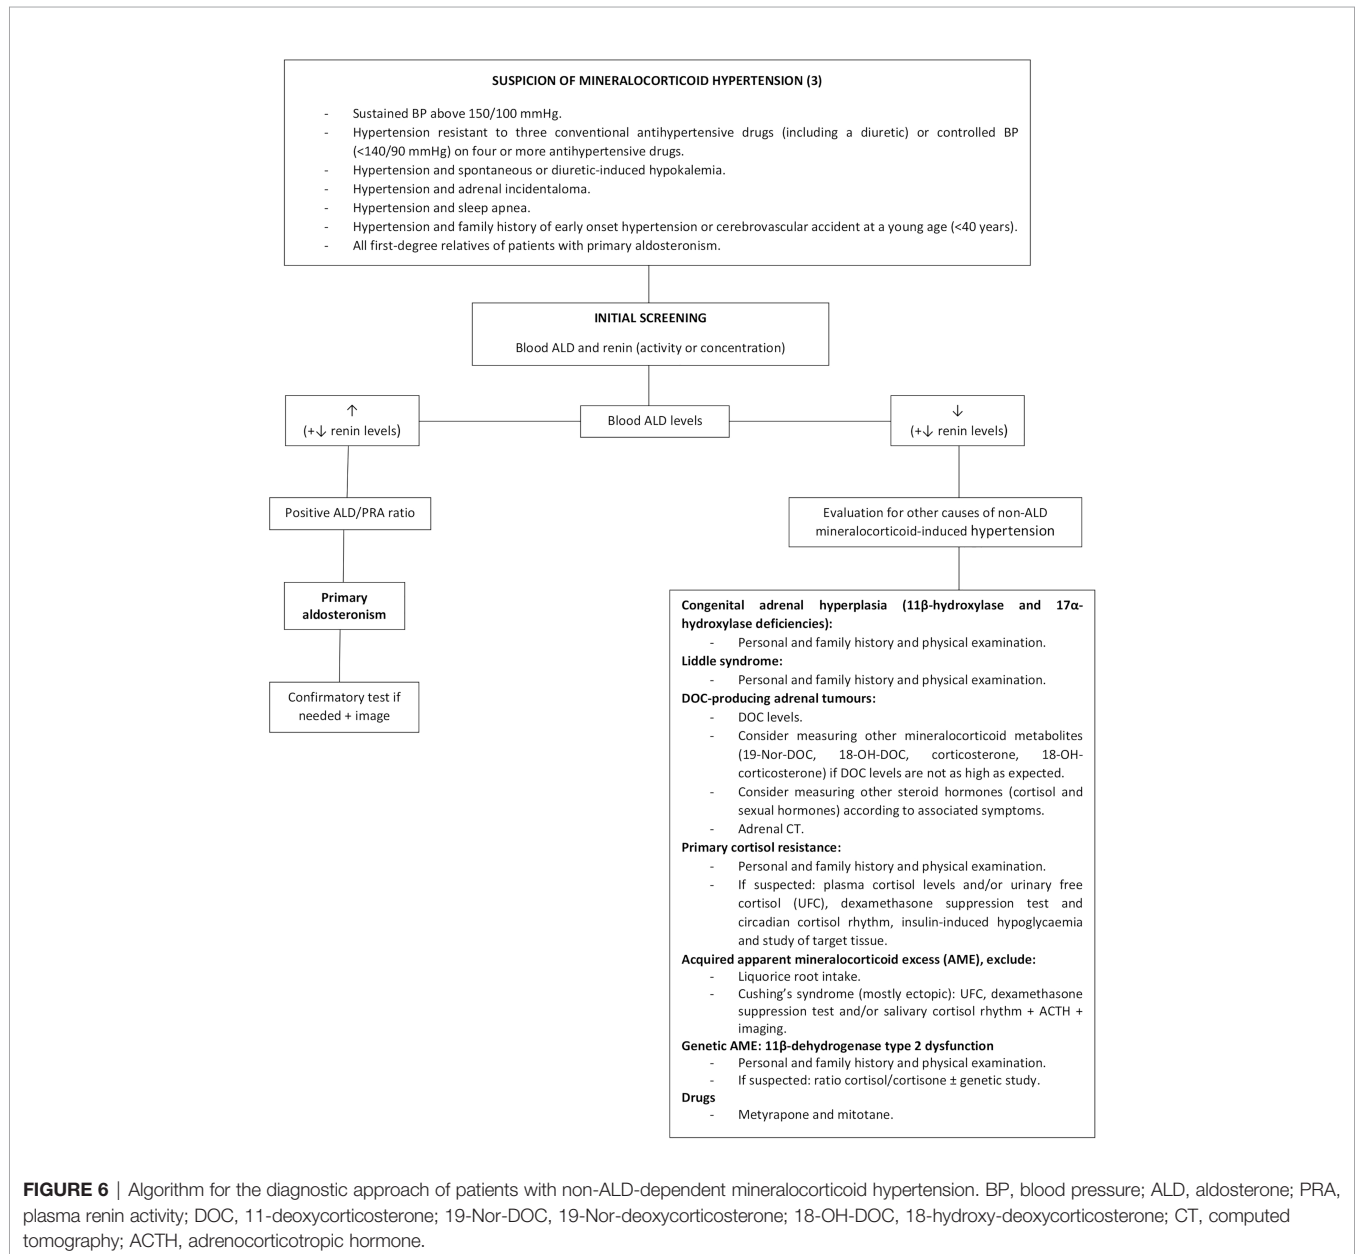 SUSPICION OF MINERALOCORTICOID HYPERTENSION (3)
- Sustained BP above 150/100 mmHg.
- Hypertension resistant to three conventional antihypertensive drugs (including a diuretic) or controlled BP
(<140/90 mmHg) on four or more antihypertensive drugs.
- Hypertension and spontaneous or diuretic-induced hypokalemia.
- Hypertension and adrenal incidentaloma.
- Hypertension and sleep apnea.
- Hypertension and family history of early onset hypertension or cerebrovascular accident at a young age (<40 years).
- All first-degree relatives of patients with primary aldosteronism.
INITIAL SCREENING
Blood ALD and renin (activity or concentration)
↑
(+↓ renin levels)
Blood ALD levels
↓
(+↓ renin levels)
Positive ALD/PRA ratio
Primary
aldosteronism
Confirmatory test if
needed + image
Evaluation for other causes of non-ALD
mineralocorticoid-induced hypertension
Congenital adrenal hyperplasia (11β-hydroxylase and 17α-
hydroxylase deficiencies):
- Personal and family history and physical examination.
Liddle syndrome:
- Personal and family history and physical examination.
DOC-producing adrenal tumours:
- DOC levels.
- Consider measuring other mineralocorticoid metabolites
(19-Nor-DOC, 18-OH-DOC, corticosterone, 18-OH-
corticosterone) if DOC levels are not as high as expected.
- Consider measuring other steroid hormones (cortisol and
sexual hormones) according to associated symptoms.
- Adrenal CT.
Primary cortisol resistance:
- Personal and family history and physical examination.
- If suspected: plasma cortisol levels and/or urinary free
cortisol (UFC), dexamethasone suppression test and
circadian cortisol rhythm, insulin-induced hypoglycaemia
and study of target tissue.
Acquired apparent mineralocorticoid excess (AME), exclude:
- Liquorice root intake.
- Cushing's syndrome (mostly ectopic): UFC, dexamethasone
suppression test and/or salivary cortisol rhythm + ACTH +
imaging.
Genetic AME: 11β-dehydrogenase type 2 dysfunction
- Personal and family history and physical examination.
- If suspected: ratio cortisol/cortisone ± genetic study.
Drugs
- Metyrapone and mitotane.
FIGURE 6 | Algorithm for the diagnostic approach of patients with non-ALD-dependent mineralocorticoid hypertension. BP, blood pressure; ALD, aldosterone; PRA,
plasma renin activity; DOC, 11-deoxycorticosterone; 19-Nor-DOC, 19-Nor-deoxycorticosterone; 18-OH-DOC, 18-hydroxy-deoxycorticosterone; CT, computed
tomography; ACTH, adrenocorticotropic hormone.